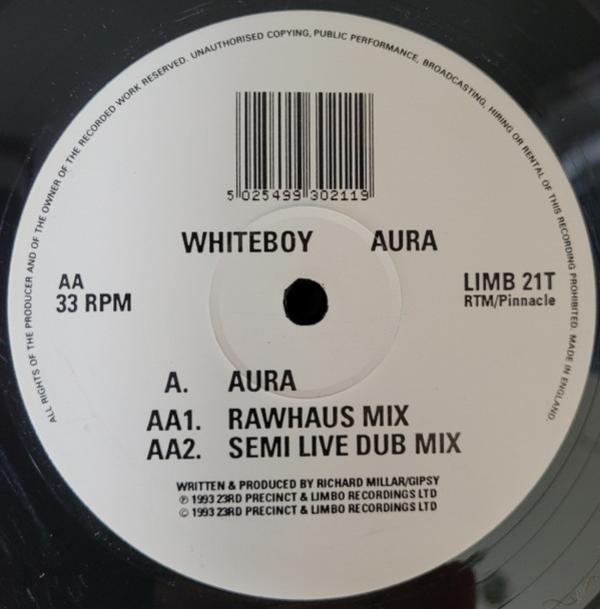 ALL RIGHTS OF THE PRODUCER AND OF THE OWNER OF THE RECORDED WORK RESERVED. UNAUTHORISED COPYING, PUBLIC PERFORMANCE, BROADCASTING, HIRING OR RENTAL OF THIS RECORDING PROHIBITED. MADE IN ENGLAND.
5 025499 302119
WHITEBOY AURA
AA
33 RPM
LIMB 21T
RTM/Pinnacle
A. AURA
AA1. RAWHAUS MIX
AA2. SEMI LIVE DUB MIX
WRITTEN & PRODUCED BY RICHARD MILLAR/GIPSY
℗ 1993 23RD PRECINCT & LIMBO RECORDINGS LTD
© 1993 23RD PRECINCT & LIMBO RECORDINGS LTD